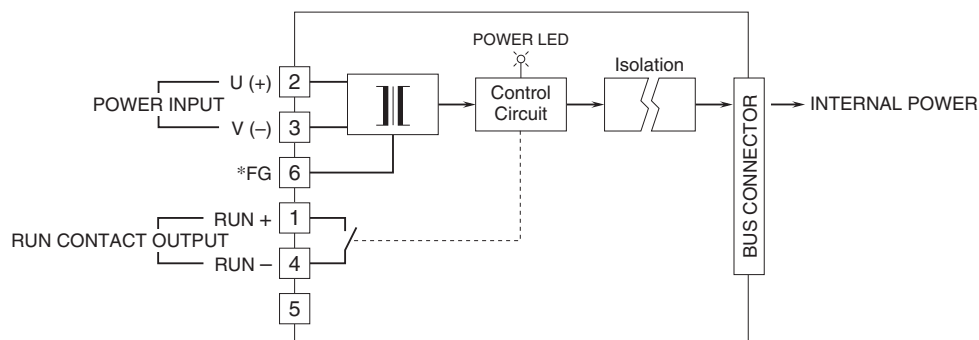 POWER LED
Isolation
U (+)
2
POWER INPUT
Control
Circuit
INTERNAL POWER
V (–)
3
*FG
6
BUS CONNECTOR
RUN +
1
RUN CONTACT OUTPUT
RUN –
4
5